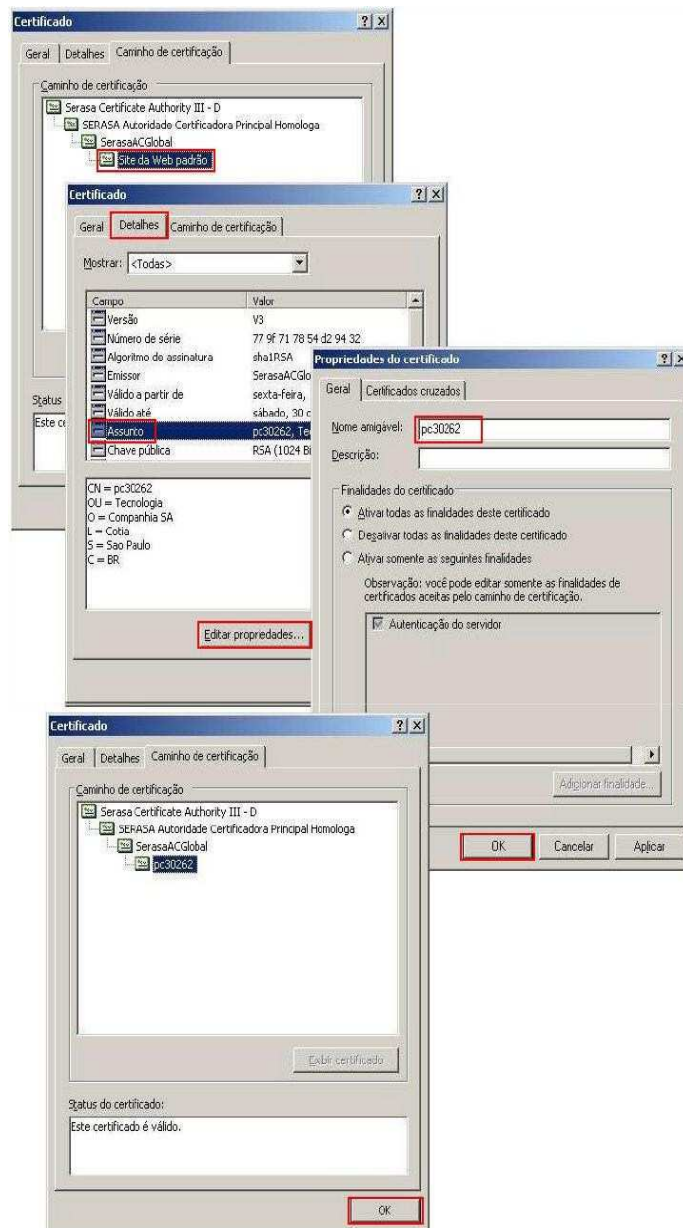 Certificado
Geral Detalhes Caminho de certificação
Caminho de certificação
Serasa Certificate Authority III - D
SERASA Autoridade Certificadora Principal Homologa
SerasaACGlobal
Site da Web padrão
Status
Este ce
Certificado
Geral Detalhes Caminho de certificação
Mostrar: <Todas>
Campo Valor
Versão V3
Número de série 77 9f 71 78 54 d2 94 32
Algoritmo de assinatura sha1RSA
Emissor SerasaACGlo
Válido a partir de sexta-feira,
Válido até sábado, 30 c
Assunto pc30262, Tec
Chave pública RSA (1024 Bi
CN = pc30262
OU = Tecnologia
O = Companhia SA
L = Cotia
S = Sao Paulo
C = BR
Editar propriedades...
Propriedades do certificado
Geral Certificados cruzados
Nome amigável: pc30262
Descrição:
Finalidades do certificado
Ativar todas as finalidades deste certificado
Desativar todas as finalidades deste certificado
Ativar somente as seguintes finalidades
Observação: você pode editar somente as finalidades de
certificados aceitas pelo caminho de certificação.
Autenticação do servidor
Adicionar finalidade...
OK Cancelar Aplicar
Certificado
Geral Detalhes Caminho de certificação
Caminho de certificação
Serasa Certificate Authority III - D
SERASA Autoridade Certificadora Principal Homologa
SerasaACGlobal
pc30262
Exibir certificado
Status do certificado:
Este certificado é válido.
OK